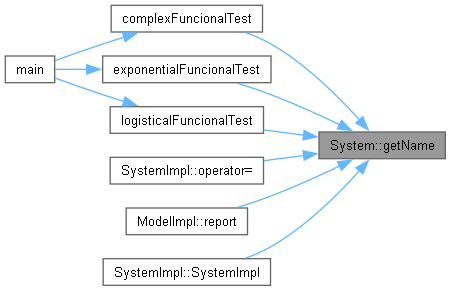 complexFuncionalTest
main
exponentialFuncionalTest
logisticalFuncionalTest
System::getName
SystemImpl::operator=
ModelImpl::report
SystemImpl::SystemImpl